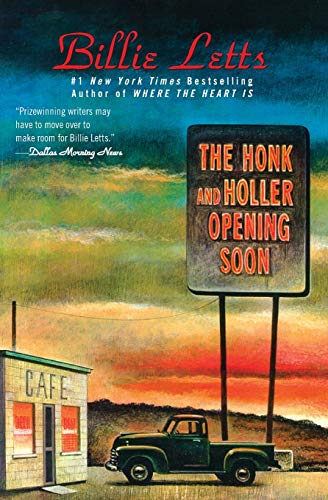 Billie Letts
#1 New York Times Bestselling
Author of WHERE THE HEART IS
"Prizewinning writers may
have to move over to
make room for Billie Letts."
—Dallas Morning News
THE HONK
AND HOLLER
OPENING
SOON
CAFE